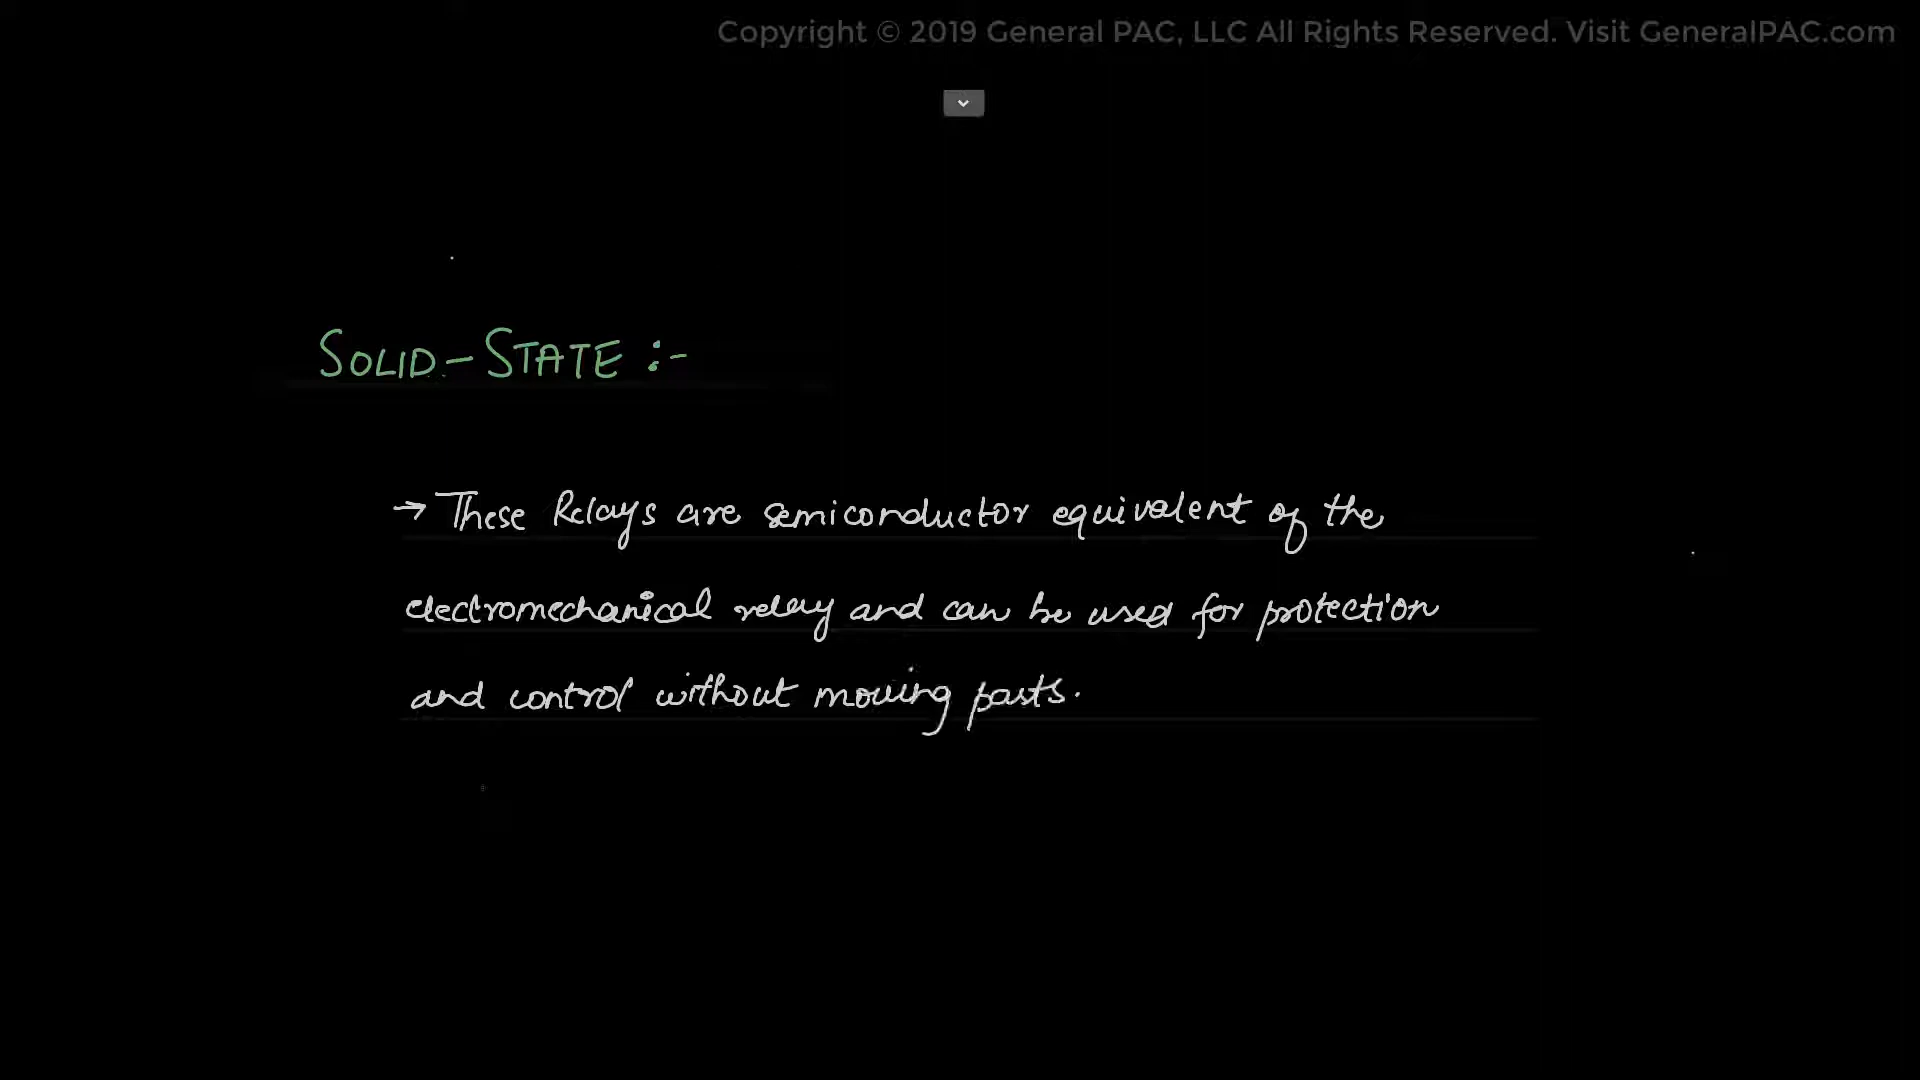 Copyright © 2019 General PAC, LLC All Rights Reserved. Visit GeneralPAC.com
SOLID-STATE :-
→ These Relays are semiconductor equivalent of the
electromechanical relay and can be used for protection
and control without moving parts.